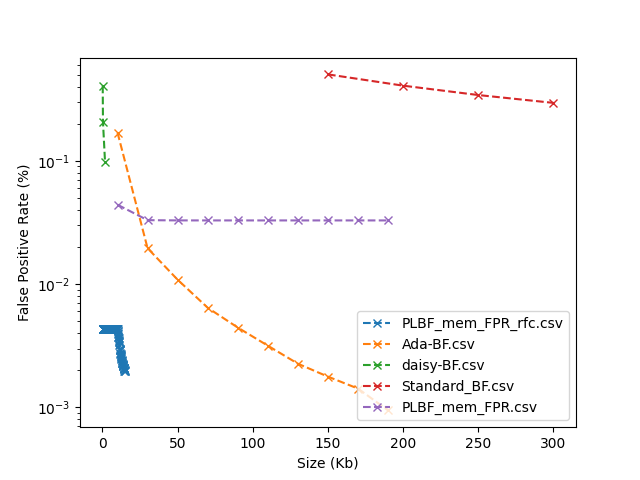 False Positive Rate (%)
10⁻¹
10⁻²
10⁻³
PLBF_mem_FPR_rfc.csv
Ada-BF.csv
daisy-BF.csv
Standard_BF.csv
PLBF_mem_FPR.csv
0 50 100 150 200 250 300
Size (Kb)